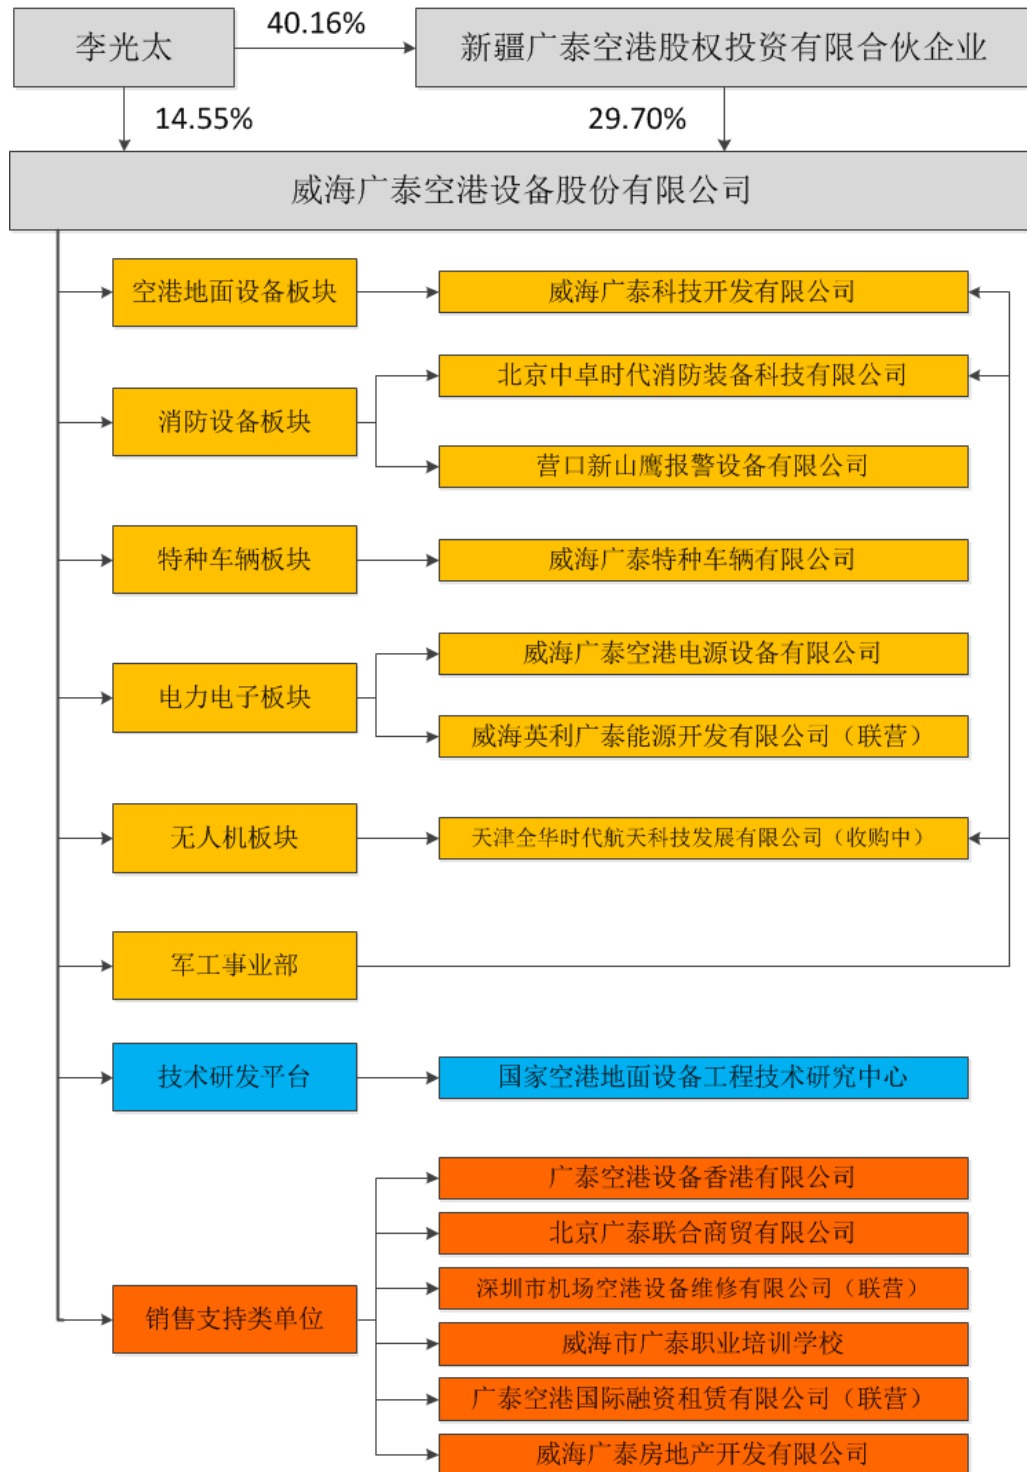 李光太
40.16%
新疆广泰空港股权投资有限合伙企业
14.55%
29.70%
威海广泰空港设备股份有限公司
空港地面设备板块
威海广泰科技开发有限公司
北京中卓时代消防装备科技有限公司
消防设备板块
营口新山鹰报警设备有限公司
特种车辆板块
威海广泰特种车辆有限公司
威海广泰空港电源设备有限公司
电力电子板块
威海英利广泰能源开发有限公司（联营）
无人机板块
天津全华时代航天科技发展有限公司（收购中）
军工事业部
技术研发平台
国家空港地面设备工程技术研究中心
广泰空港设备香港有限公司
北京广泰联合商贸有限公司
深圳市机场空港设备维修有限公司（联营）
销售支持类单位
威海市广泰职业培训学校
广泰空港国际融资租赁有限公司（联营）
威海广泰房地产开发有限公司